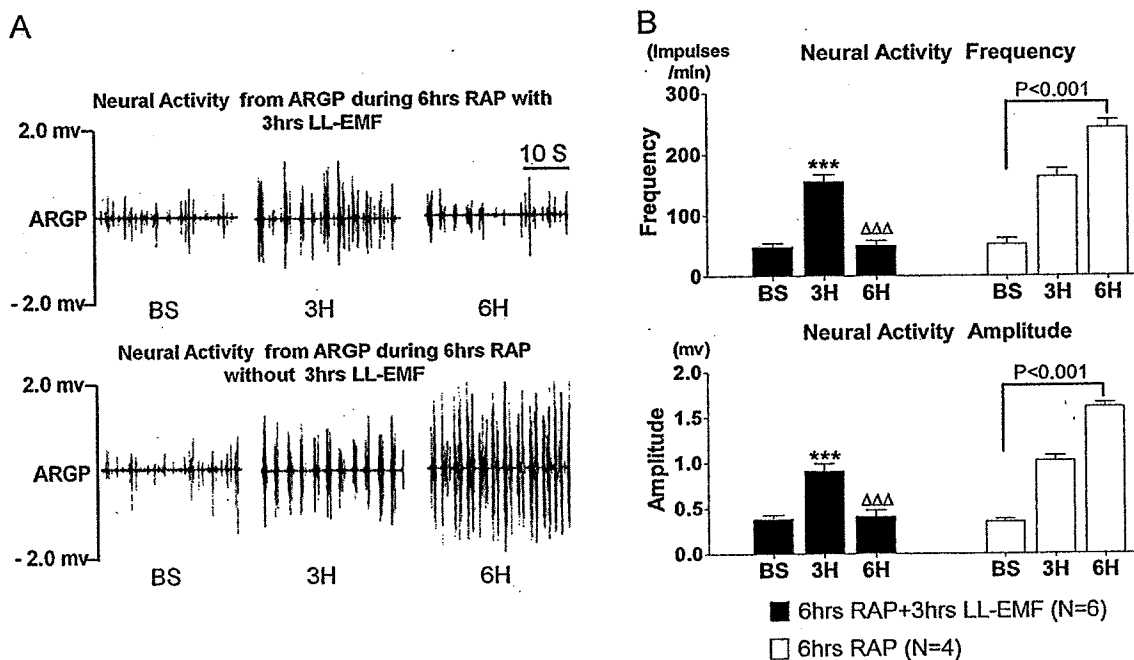 A
Neural Activity from ARGP during 6hrs RAP with
3hrs LL-EMF
2.0 mv
10 S
ARGP
- 2.0 mv
BS 3H 6H
Neural Activity from ARGP during 6hrs RAP
without 3hrs LL-EMF
2.0 mv
ARGP
- 2.0 mv
BS 3H 6H
B
(Impulses
/min)
Neural Activity Frequency
P<0.001
300
200
100
0
Frequency
***
ΔΔΔ
BS 3H 6H BS 3H 6H
Neural Activity Amplitude
(mv)
P<0.001
2.0
1.5
1.0
0.5
0.0
Amplitude
***
ΔΔΔ
BS 3H 6H BS 3H 6H
6hrs RAP+3hrs LL-EMF (N=6)
6hrs RAP (N=4)